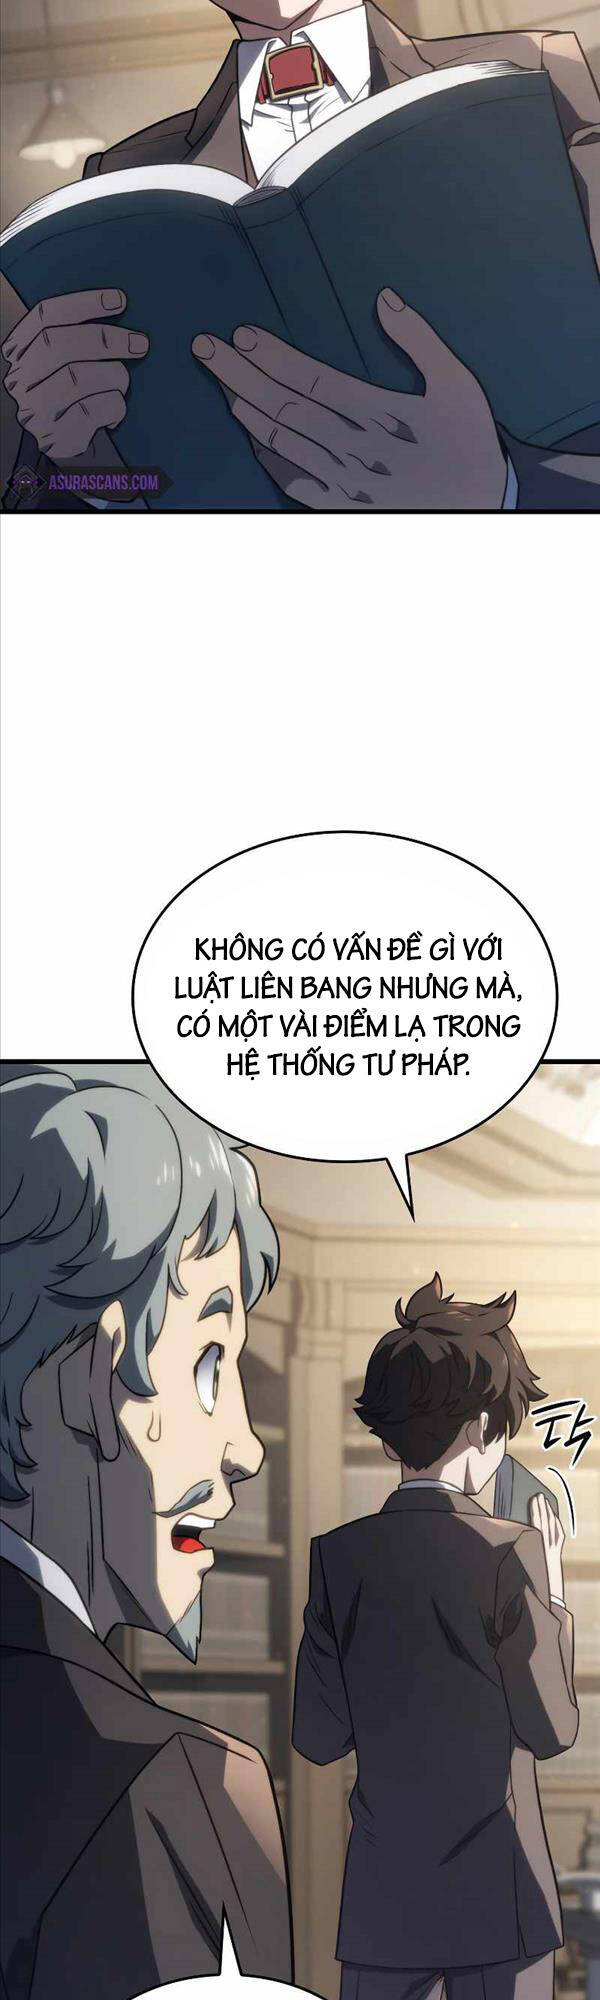 ASURASCANS.COM
KHÔNG CÓ VẤN ĐỀ GÌ VỚI
LUẬT LIÊN BANG NHƯNG MÀ,
CÓ MỘT VÀI ĐIỂM LẠ TRONG
HỆ THỐNG TƯ PHÁP.
탁